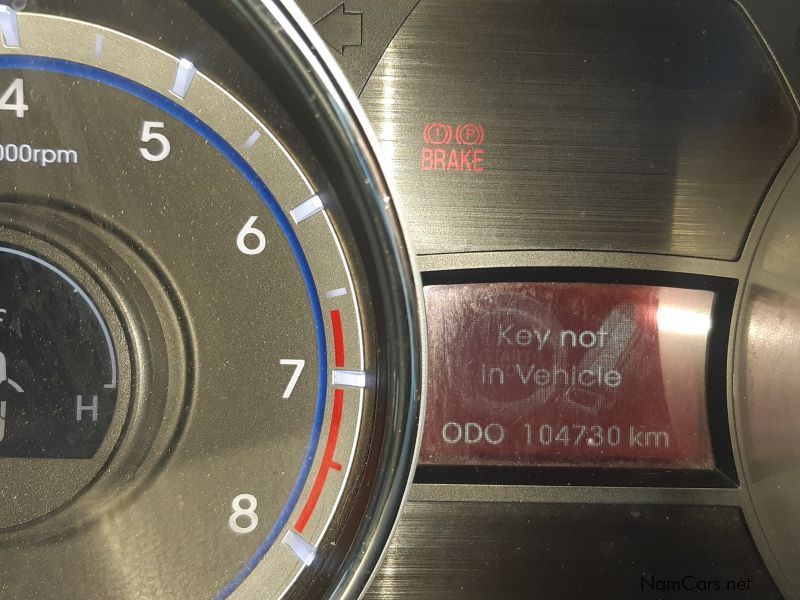 4
5
000rpm
BRAKE
6
Key not
in Vehicle
7
H
ODO 104730 km
8
NamCars.net